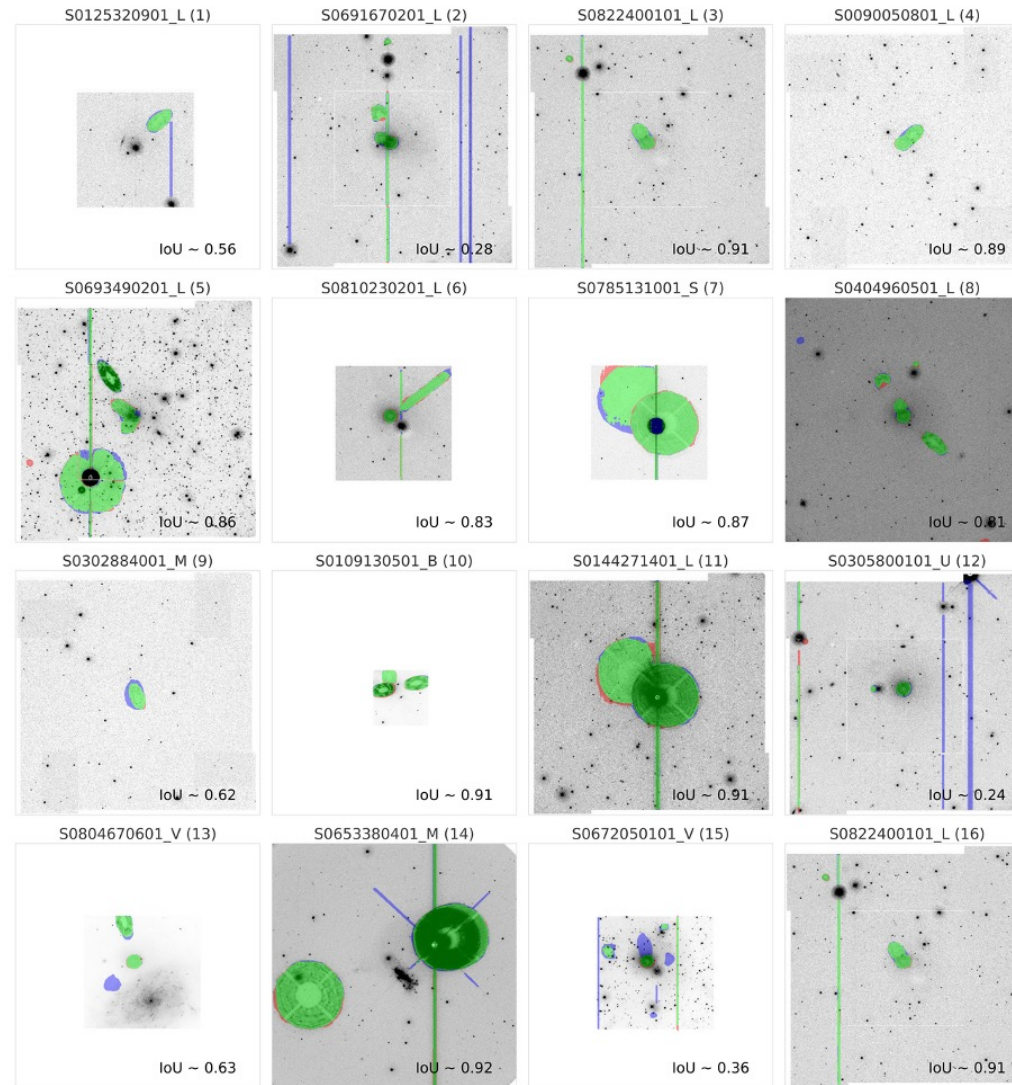 S0125320901_L (1)
S0691670201_L (2)
S0822400101_L (3)
S0090050801_L (4)
IoU ~ 0.56
IoU ~ 0.28
IoU ~ 0.91
IoU ~ 0.89
S0693490201_L (5)
S0810230201_L (6)
S0785131001_S (7)
S0404960501_L (8)
IoU ~ 0.86
IoU ~ 0.83
IoU ~ 0.87
IoU ~ 0.81
S0302884001_M (9)
S0109130501_B (10)
S0144271401_L (11)
S0305800101_U (12)
IoU ~ 0.62
IoU ~ 0.91
IoU ~ 0.91
IoU ~ 0.24
S0804670601_V (13)
S0653380401_M (14)
S0672050101_V (15)
S0822400101_L (16)
IoU ~ 0.63
IoU ~ 0.92
IoU ~ 0.36
IoU ~ 0.91